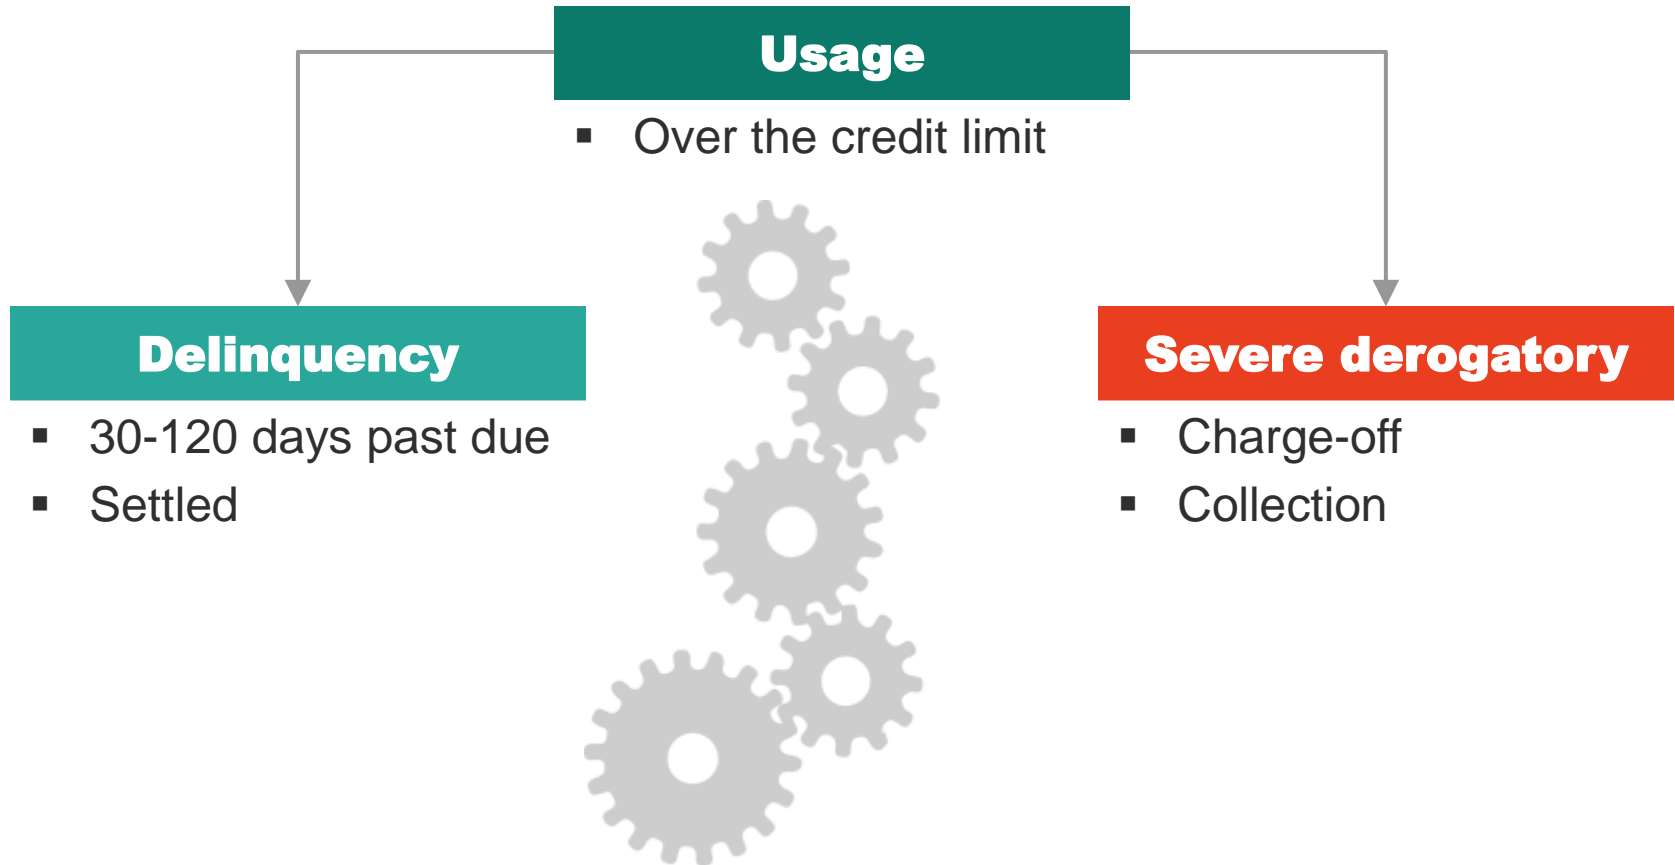 Usage
▪ Over the credit limit
Delinquency
▪ 30-120 days past due
▪ Settled
Severe derogatory
▪ Charge-off
▪ Collection